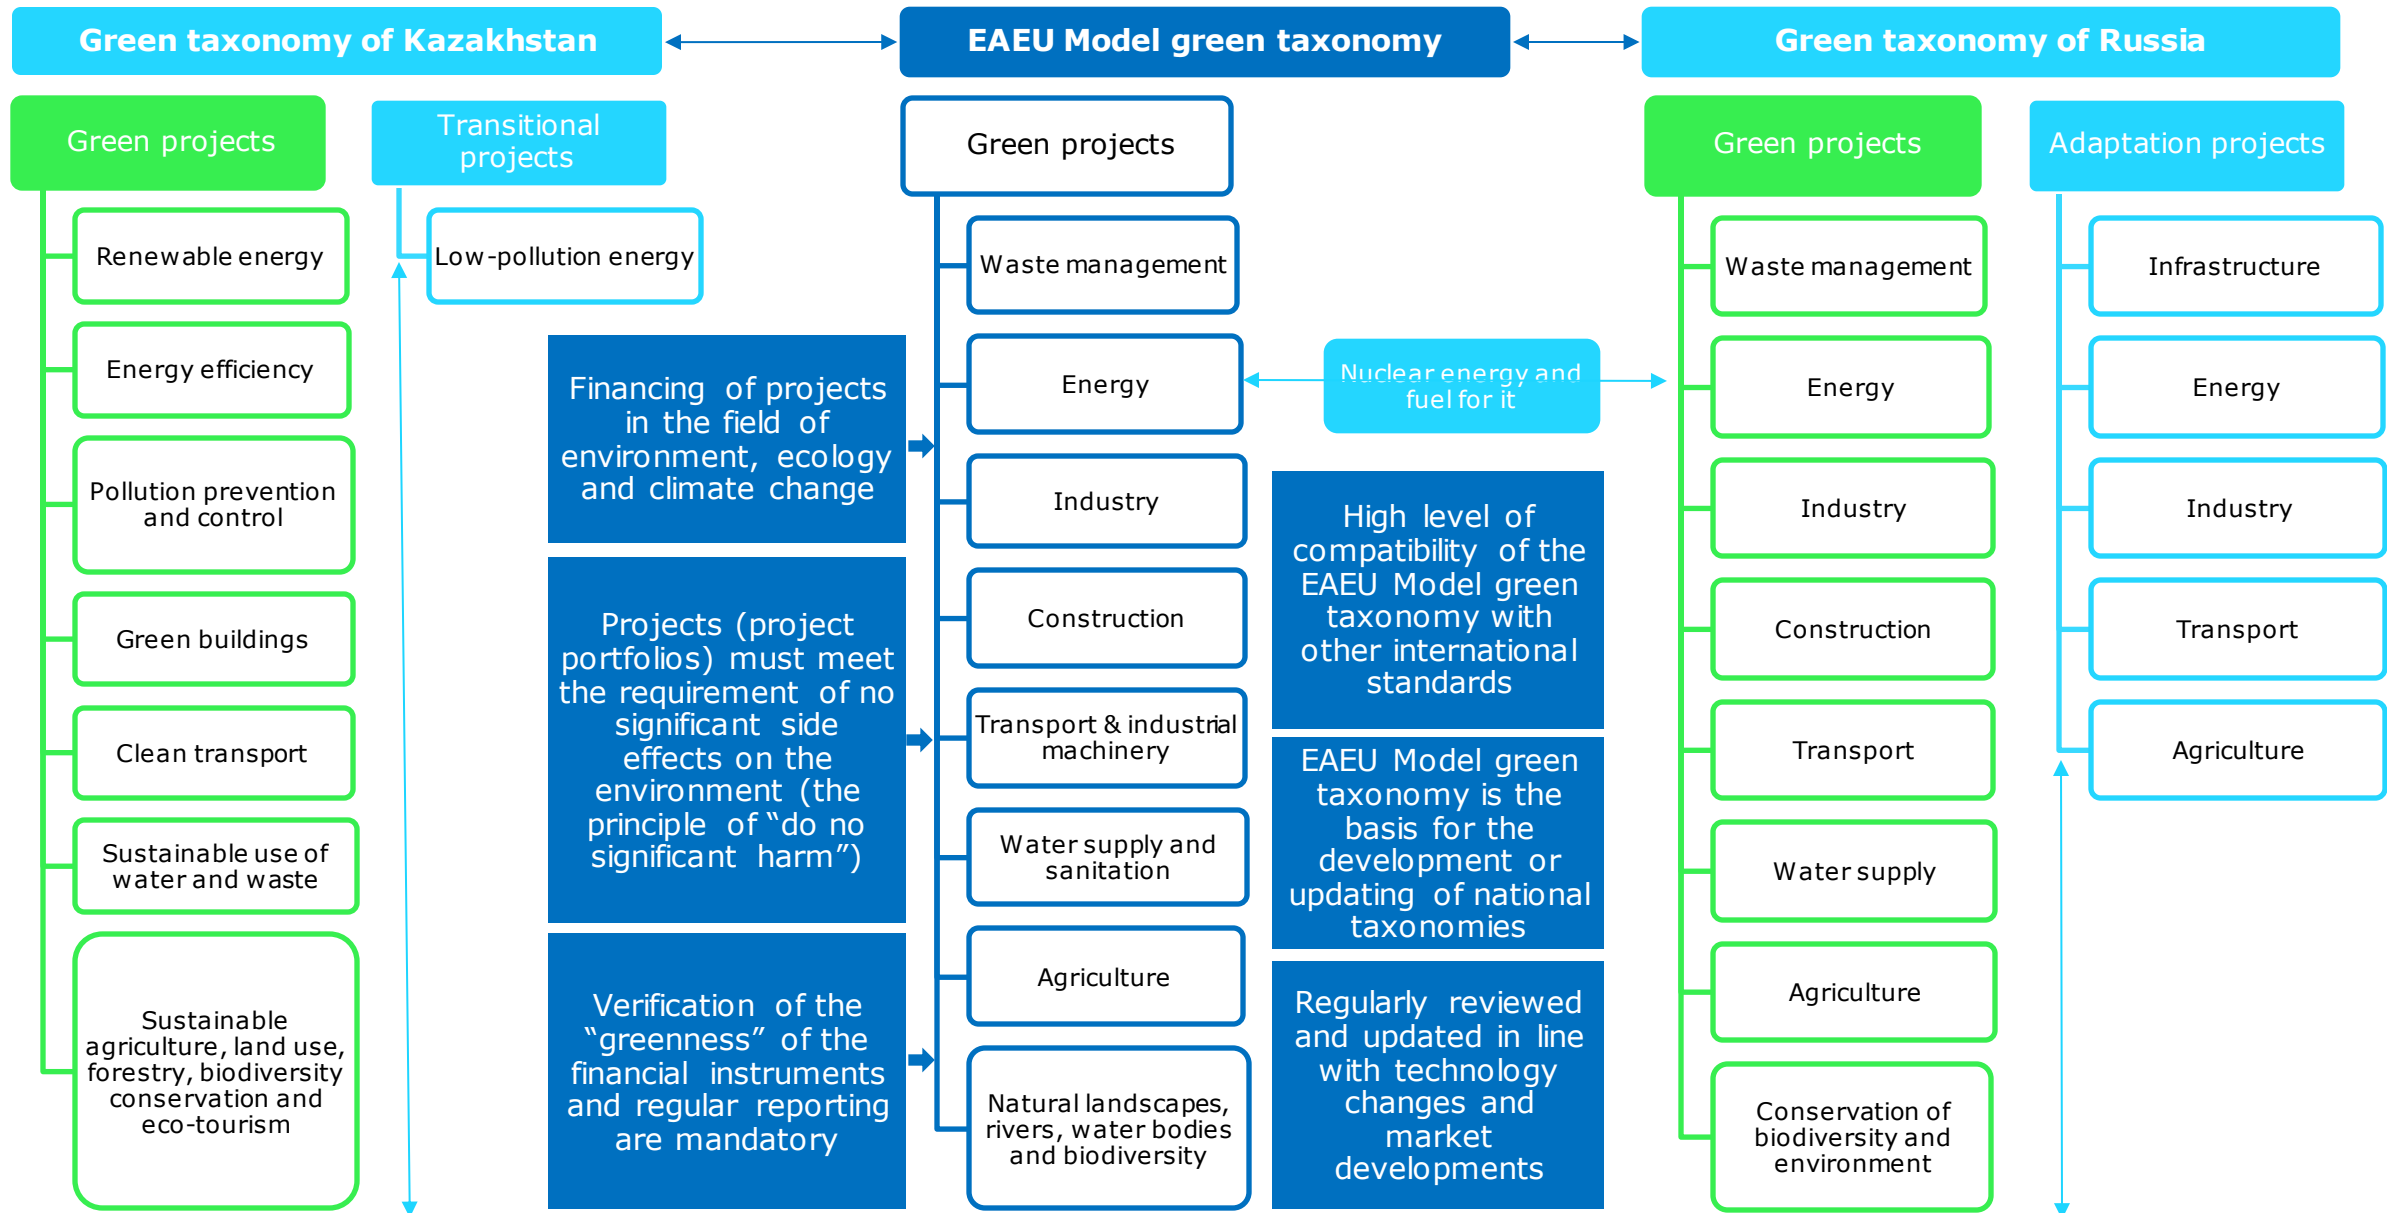 Green taxonomy of Kazakhstan
EAEU Model green taxonomy
Green taxonomy of Russia
Green projects
Transitional
projects
Renewable energy
Energy efficiency
Pollution prevention
and control
Green buildings
Clean transport
Sustainable use of
water and waste
Sustainable
agriculture, land use,
forestry, biodiversity
conservation and
eco-tourism
Low-pollution energy
Financing of projects
in the field of
environment, ecology
and climate change
Projects (project
portfolios) must meet
the requirement of no
significant side
effects on the
environment (the
principle of “do no
significant harm”)
Verification of the
“greenness” of the
financial instruments
and regular reporting
are mandatory
Green projects
Waste management
Energy
Industry
Construction
Transport & industrial
machinery
Water supply and
sanitation
Agriculture
Natural landscapes,
rivers, water bodies
and biodiversity
Nuclear energy and
fuel for it
High level of
compatibility of the
EAEU Model green
taxonomy with
other international
standards
EAEU Model green
taxonomy is the
basis for the
development or
updating of national
taxonomies
Regularly reviewed
and updated in line
with technology
changes and
market
developments
Green projects
Waste management
Energy
Industry
Construction
Transport
Water supply
Agriculture
Conservation of
biodiversity and
environment
Adaptation projects
Infrastructure
Energy
Industry
Transport
Agriculture